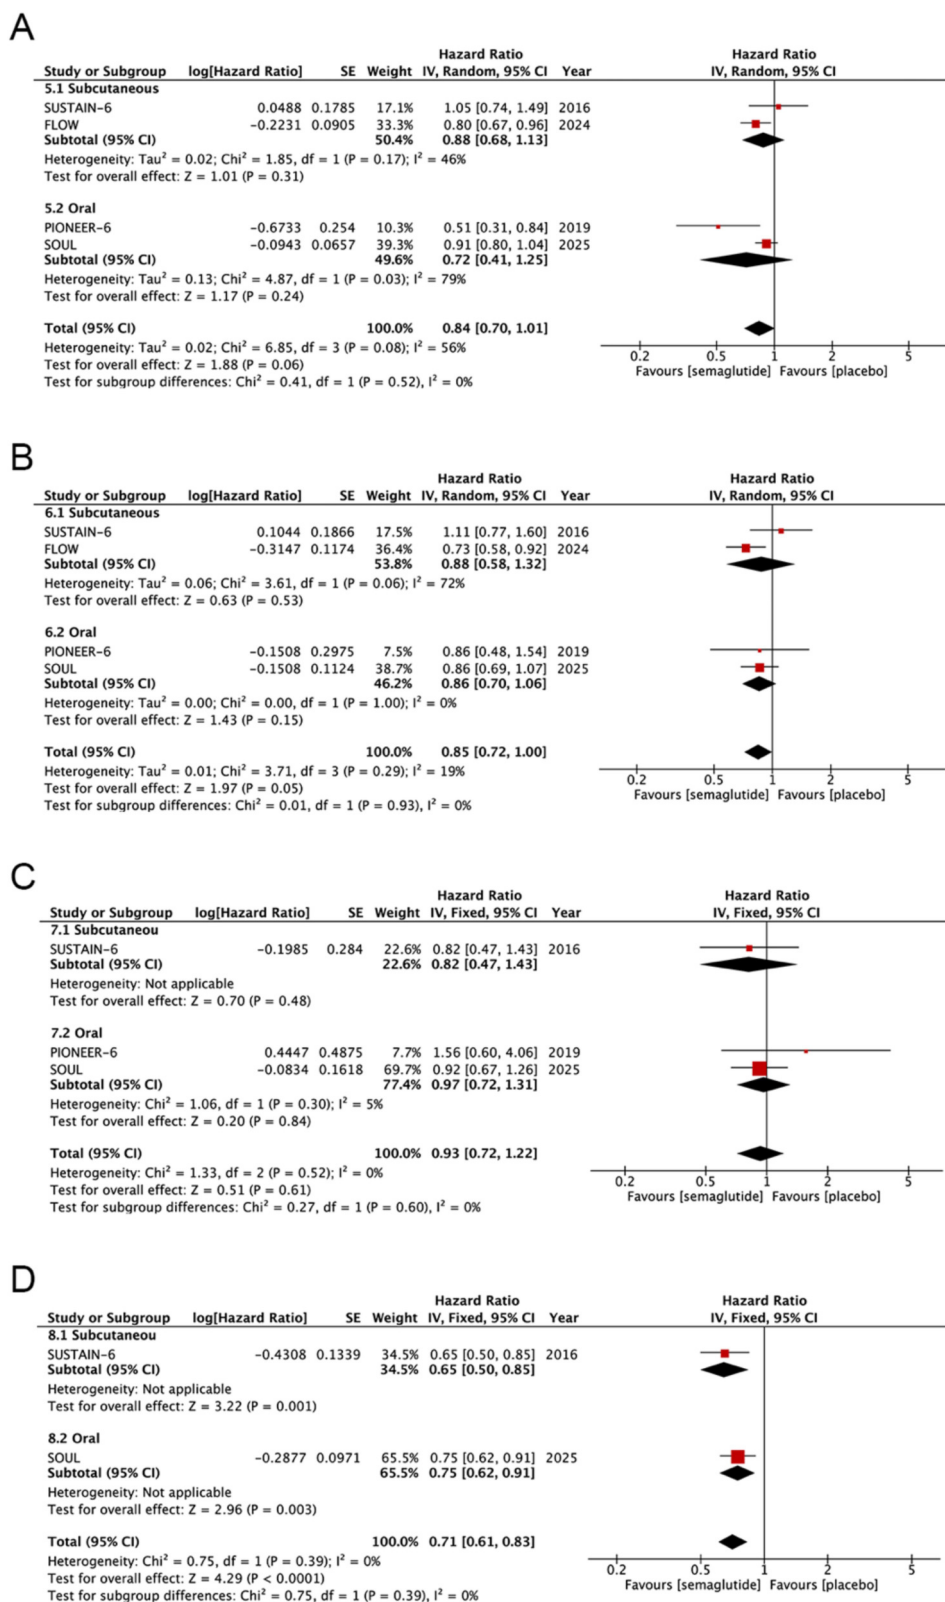 A
Hazard Ratio Hazard Ratio
Study or Subgroup log[Hazard Ratio] SE Weight IV, Random, 95% CI Year IV, Random, 95% CI
5.1 Subcutaneous
SUSTAIN-6 0.0488 0.1785 17.1% 1.05 [0.74, 1.49] 2016
FLOW -0.2231 0.0905 33.3% 0.80 [0.67, 0.96] 2024
Subtotal (95% CI) 50.4% 0.88 [0.68, 1.13]
Heterogeneity: Tau² = 0.02; Chi² = 1.85, df = 1 (P = 0.17); I² = 46%
Test for overall effect: Z = 1.01 (P = 0.31)
5.2 Oral
PIONEER-6 -0.6733 0.254 10.3% 0.51 [0.31, 0.84] 2019
SOUL -0.0943 0.0657 39.3% 0.91 [0.80, 1.04] 2025
Subtotal (95% CI) 49.6% 0.72 [0.41, 1.25]
Heterogeneity: Tau² = 0.13; Chi² = 4.87, df = 1 (P = 0.03); I² = 79%
Test for overall effect: Z = 1.17 (P = 0.24)
Total (95% CI) 100.0% 0.84 [0.70, 1.01]
Heterogeneity: Tau² = 0.02; Chi² = 6.85, df = 3 (P = 0.08); I² = 56%
Test for overall effect: Z = 1.88 (P = 0.06)
Test for subgroup differences: Chi² = 0.41, df = 1 (P = 0.52), I² = 0%
0.2 0.5 1 2 5
Favours [semaglutide] Favours [placebo]
B
Hazard Ratio Hazard Ratio
Study or Subgroup log[Hazard Ratio] SE Weight IV, Random, 95% CI Year IV, Random, 95% CI
6.1 Subcutaneous
SUSTAIN-6 0.1044 0.1866 17.5% 1.11 [0.77, 1.60] 2016
FLOW -0.3147 0.1174 36.4% 0.73 [0.58, 0.92] 2024
Subtotal (95% CI) 53.8% 0.88 [0.58, 1.32]
Heterogeneity: Tau² = 0.06; Chi² = 3.61, df = 1 (P = 0.06); I² = 72%
Test for overall effect: Z = 0.63 (P = 0.53)
6.2 Oral
PIONEER-6 -0.1508 0.2975 7.5% 0.86 [0.48, 1.54] 2019
SOUL -0.1508 0.1124 38.7% 0.86 [0.69, 1.07] 2025
Subtotal (95% CI) 46.2% 0.86 [0.70, 1.06]
Heterogeneity: Tau² = 0.00; Chi² = 0.00, df = 1 (P = 1.00); I² = 0%
Test for overall effect: Z = 1.43 (P = 0.15)
Total (95% CI) 100.0% 0.85 [0.72, 1.00]
Heterogeneity: Tau² = 0.01; Chi² = 3.71, df = 3 (P = 0.29); I² = 19%
Test for overall effect: Z = 1.97 (P = 0.05)
Test for subgroup differences: Chi² = 0.01, df = 1 (P = 0.93), I² = 0%
0.2 0.5 1 2 5
Favours [semaglutide] Favours [placebo]
C
Hazard Ratio Hazard Ratio
Study or Subgroup log[Hazard Ratio] SE Weight IV, Fixed, 95% CI Year IV, Fixed, 95% CI
7.1 Subcutaneou
SUSTAIN-6 -0.1985 0.284 22.6% 0.82 [0.47, 1.43] 2016
Subtotal (95% CI) 22.6% 0.82 [0.47, 1.43]
Heterogeneity: Not applicable
Test for overall effect: Z = 0.70 (P = 0.48)
7.2 Oral
PIONEER-6 0.4447 0.4875 7.7% 1.56 [0.60, 4.06] 2019
SOUL -0.0834 0.1618 69.7% 0.92 [0.67, 1.26] 2025
Subtotal (95% CI) 77.4% 0.97 [0.72, 1.31]
Heterogeneity: Chi² = 1.06, df = 1 (P = 0.30); I² = 5%
Test for overall effect: Z = 0.20 (P = 0.84)
Total (95% CI) 100.0% 0.93 [0.72, 1.22]
Heterogeneity: Chi² = 1.33, df = 2 (P = 0.52); I² = 0%
Test for overall effect: Z = 0.51 (P = 0.61)
Test for subgroup differences: Chi² = 0.27, df = 1 (P = 0.60), I² = 0%
0.2 0.5 1 2 5
Favours [semaglutide] Favours [placebo]
D
Hazard Ratio Hazard Ratio
Study or Subgroup log[Hazard Ratio] SE Weight IV, Fixed, 95% CI Year IV, Fixed, 95% CI
8.1 Subcutaneou
SUSTAIN-6 -0.4308 0.1339 34.5% 0.65 [0.50, 0.85] 2016
Subtotal (95% CI) 34.5% 0.65 [0.50, 0.85]
Heterogeneity: Not applicable
Test for overall effect: Z = 3.22 (P = 0.001)
8.2 Oral
SOUL -0.2877 0.0971 65.5% 0.75 [0.62, 0.91] 2025
Subtotal (95% CI) 65.5% 0.75 [0.62, 0.91]
Heterogeneity: Not applicable
Test for overall effect: Z = 2.96 (P = 0.003)
Total (95% CI) 100.0% 0.71 [0.61, 0.83]
Heterogeneity: Chi² = 0.75, df = 1 (P = 0.39); I² = 0%
Test for overall effect: Z = 4.29 (P < 0.0001)
Test for subgroup differences: Chi² = 0.75, df = 1 (P = 0.39), I² = 0%
0.2 0.5 1 2 5
Favours [semaglutide] Favours [placebo]